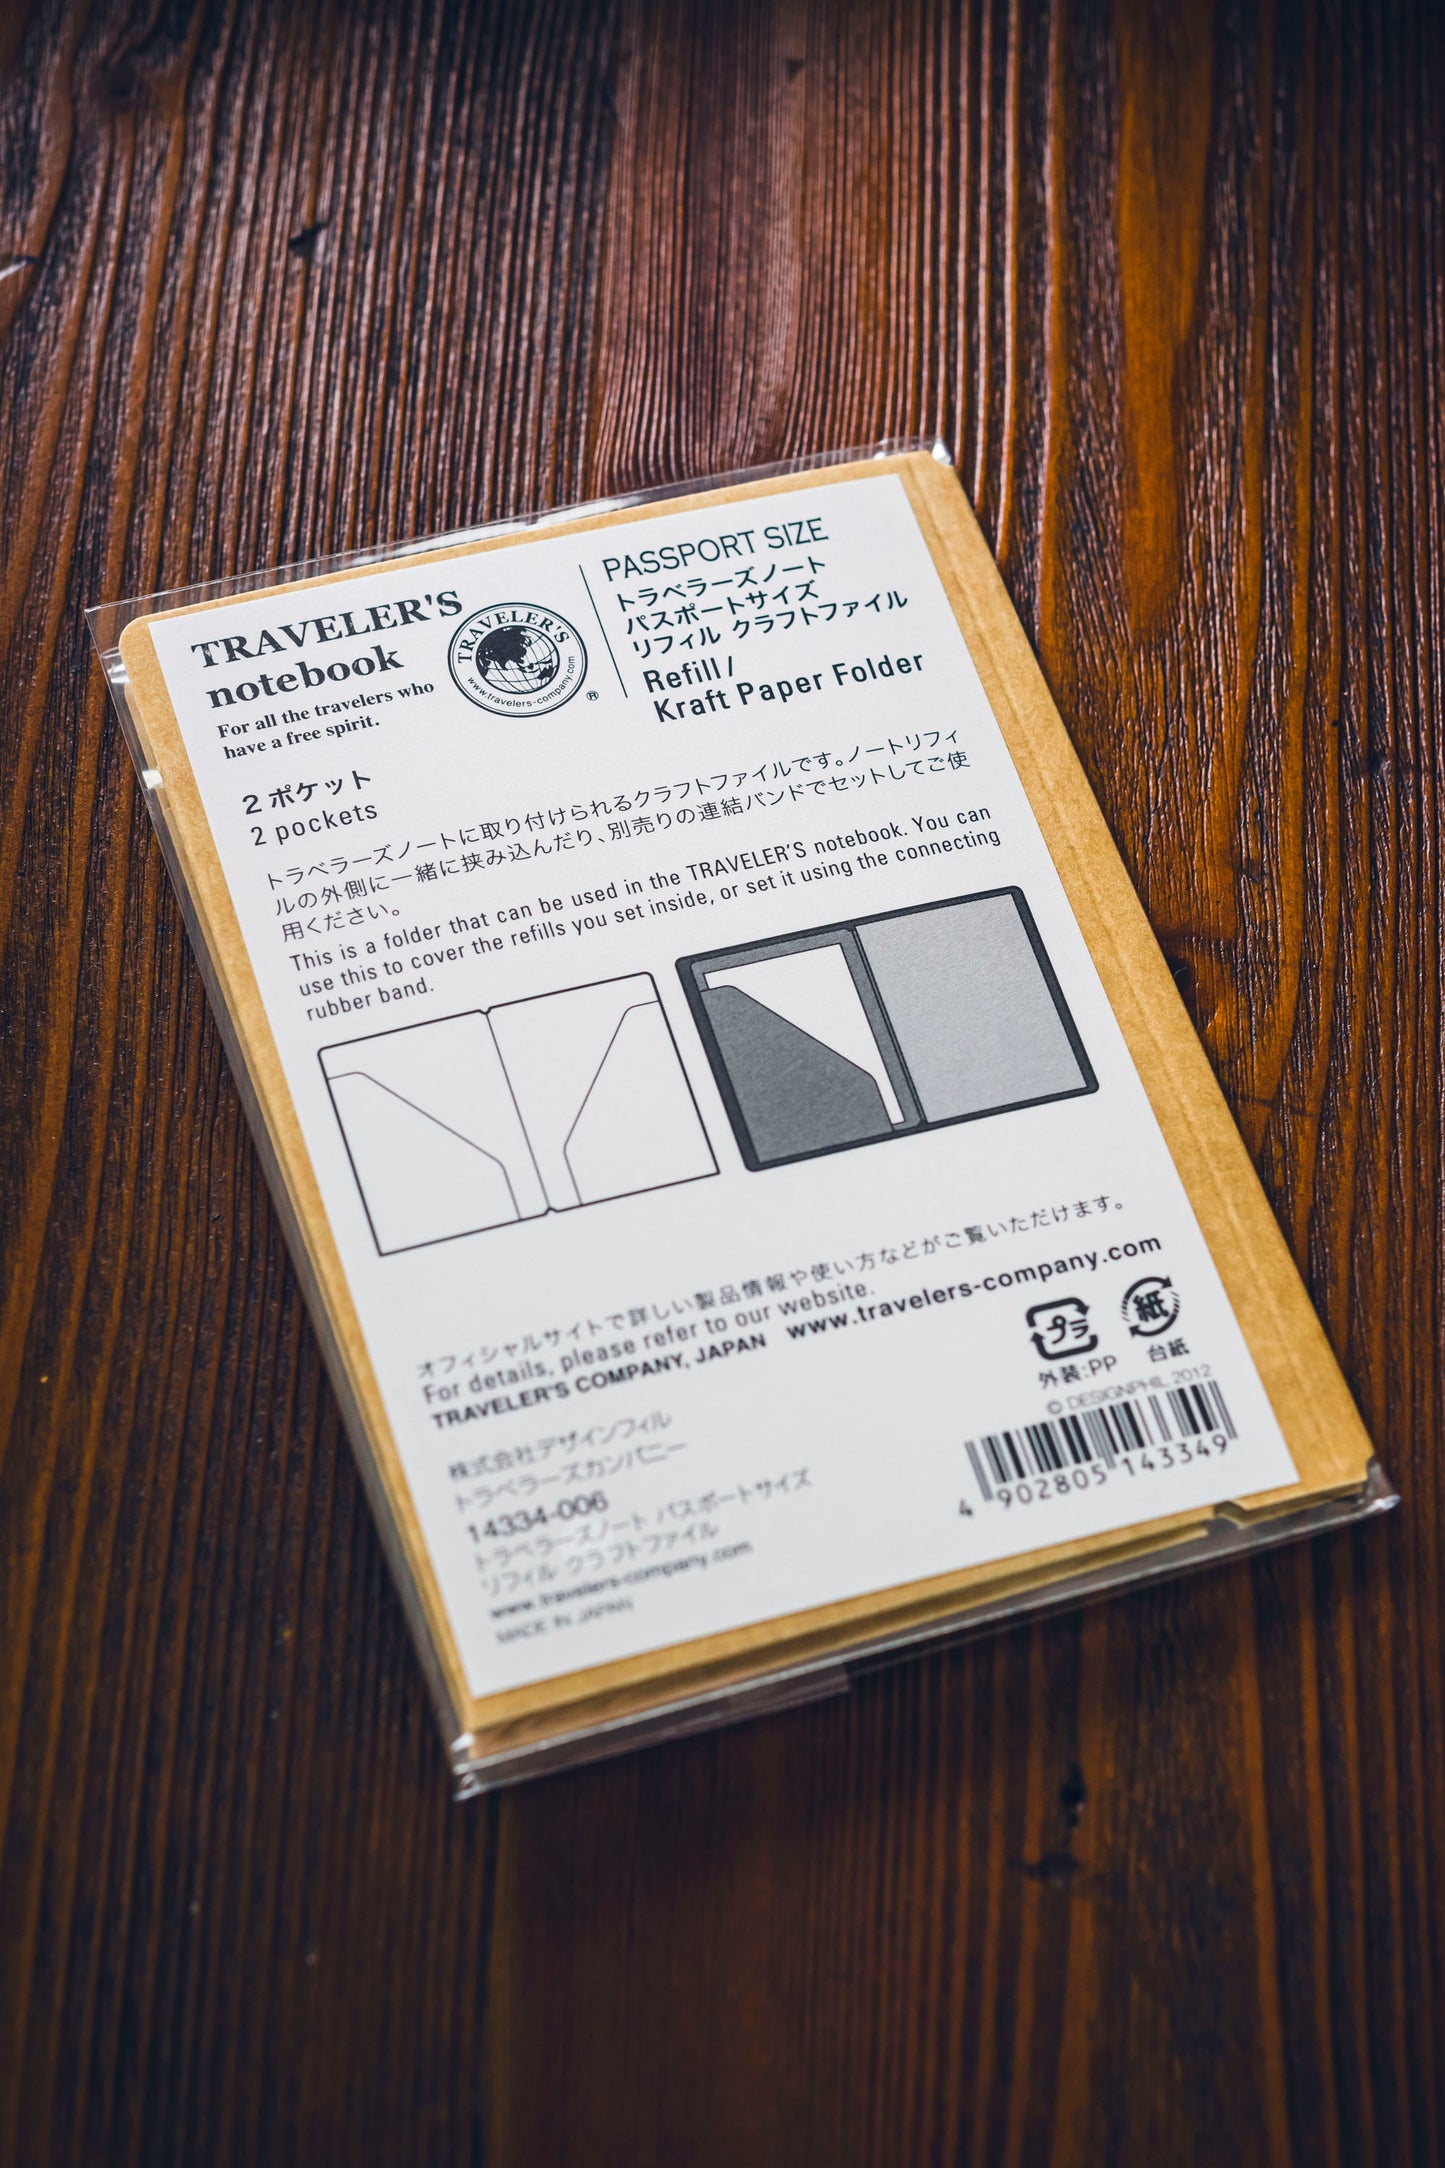 TRAVELER'S
notebook
For all the travelers who
have a free spirit.
TRAVELER'S
www.travelers-company.com
®
PASSPORT SIZE
トラベラーズノート
パスポートサイズ
リフィル クラフトファイル
Refill/
Kraft Paper Folder
2 ポケット
2 pockets
トラベラーズノートに取り付けられるクラフトファイルです。ノートリフィ
ルの外側に一緒に挟み込んだり、別売りの連結バンドでセットしてご使
用ください。
This is a folder that can be used in the TRAVELER'S notebook. You can
use this to cover the refills you set inside, or set it using the connecting
rubber band.
オフィシャルサイトで詳しい製品情報や使い方などがご覧いただけます。
For details, please refer to our website.
TRAVELER'S COMPANY, JAPAN www.travelers-company.com
プラ
外装:PP
紙
台紙
© DESIGNPHIL 2012
4 902805 143349
株式会社デザインフィル
トラベラーズカンパニー
14334-006
トラベラーズノート パスポートサイズ
リフィル クラフトファイル
www.travelers-company.com
MADE IN JAPAN